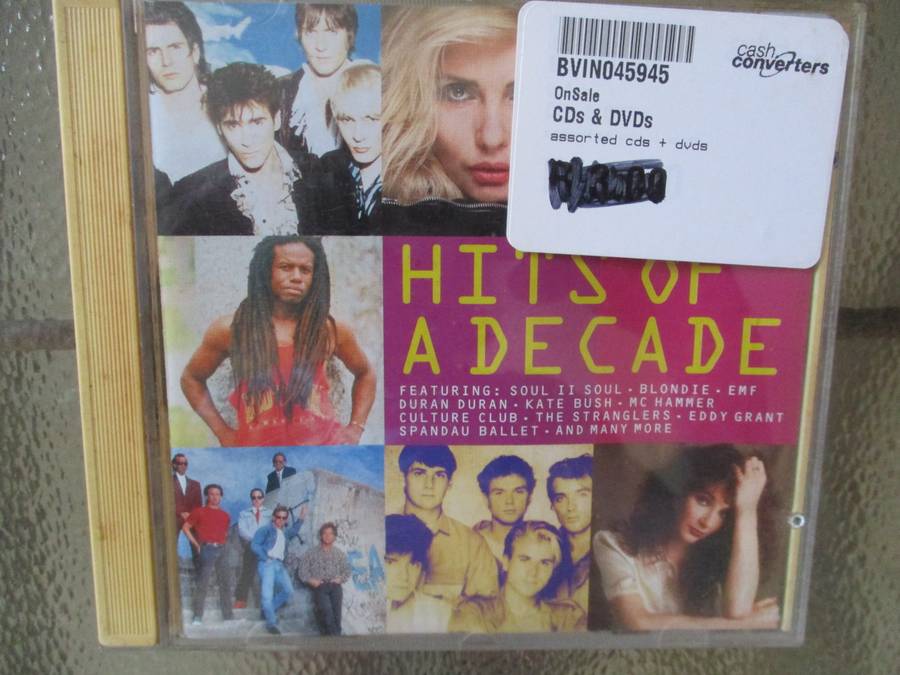 BVIN045945
OnSale
CDs & DVDs
assorted cds + dvds
cash
converters
HITS OF
A DECADE
FEATURING: SOUL II SOUL · BLONDIE · EMF
DURAN DURAN · KATE BUSH · MC HAMMER
CULTURE CLUB · THE STRANGLERS · EDDY GRANT
SPANDAU BALLET · AND MANY MORE